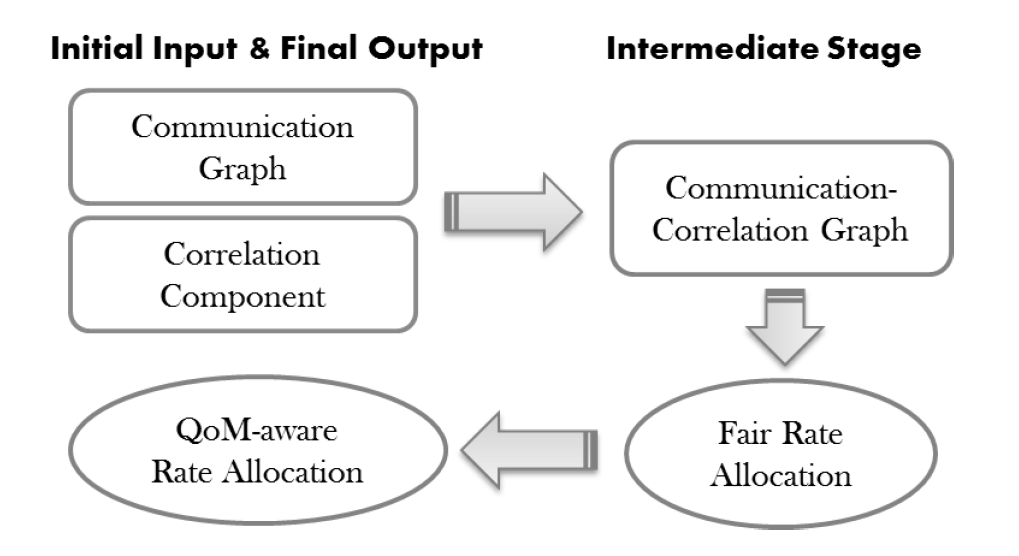 Initial Input & Final Output
Intermediate Stage
Communication
Graph
Correlation
Component
Communication-
Correlation Graph
Fair Rate
Allocation
QoM-aware
Rate Allocation